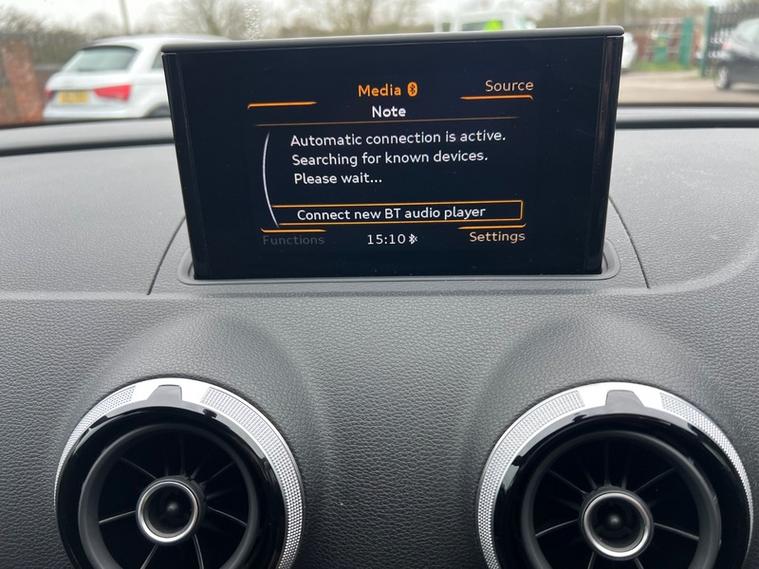 Media
Source
Note
Automatic connection is active.
Searching for known devices.
Please wait...
Connect new BT audio player
Functions
15:10
Settings